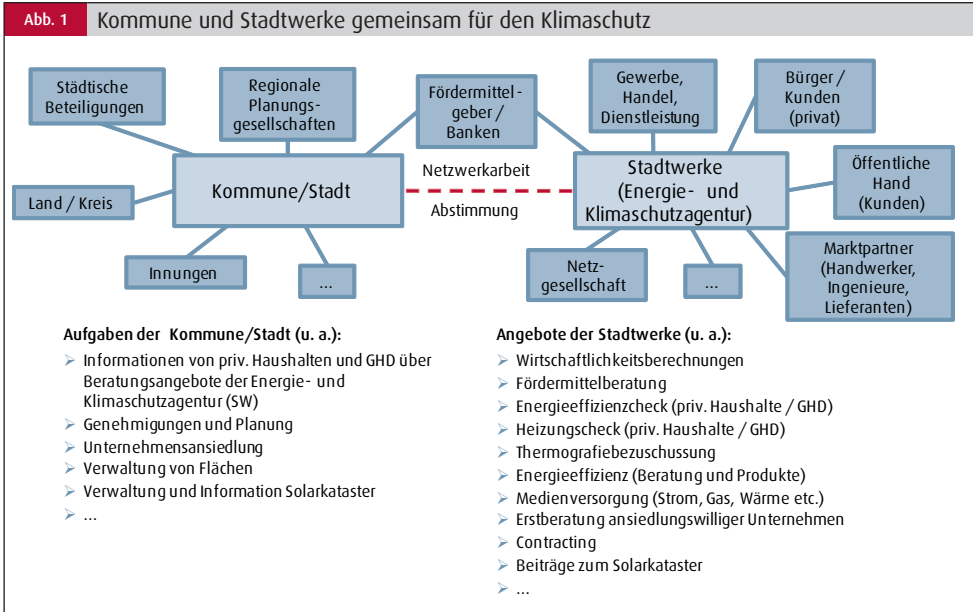 Abb. 1
Kommune und Stadtwerke gemeinsam für den Klimaschutz
Städtische
Beteiligungen
Regionale
Planungs-
gesellschaften
Fördermittel-
geber /
Banken
Gewerbe,
Handel,
Dienstleistung
Bürger /
Kunden
(privat)
Land / Kreis
Kommune/Stadt
Netzwerkarbeit
Abstimmung
Stadtwerke
(Energie- und
Klimaschutzagentur)
Öffentliche
Hand
(Kunden)
Innungen
...
Netz-
gesellschaft
...
Marktpartner
(Handwerker,
Ingenieure,
Lieferanten)
Aufgaben der Kommune/Stadt (u. a.):
➢ Informationen von priv. Haushalten und GHD über
Beratungsangebote der Energie- und
Klimaschutzagentur (SW)
➢ Genehmigungen und Planung
➢ Unternehmensansiedlung
➢ Verwaltung von Flächen
➢ Verwaltung und Information Solarkataster
➢ ...
Angebote der Stadtwerke (u. a.):
➢ Wirtschaftlichkeitsberechnungen
➢ Fördermittelberatung
➢ Energieeffizienzcheck (priv. Haushalte / GHD)
➢ Heizungscheck (priv. Haushalte / GHD)
➢ Thermografiebezuschussung
➢ Energieeffizienz (Beratung und Produkte)
➢ Medienversorgung (Strom, Gas, Wärme etc.)
➢ Erstberatung ansiedlungswilliger Unternehmen
➢ Contracting
➢ Beiträge zum Solarkataster
➢ ...